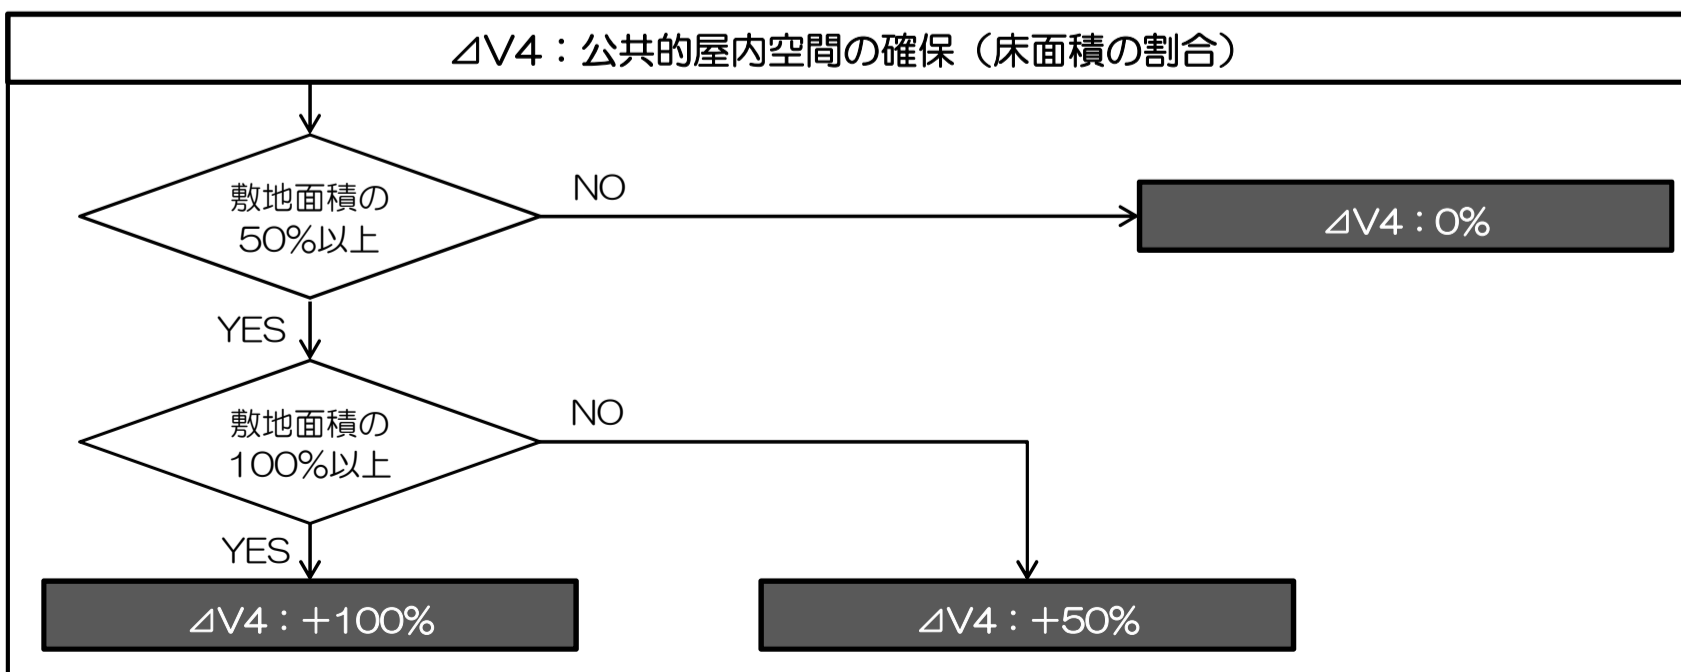 ⊿V4：公共的屋内空間の確保（床面積の割合）
敷地面積の
50%以上
NO
⊿V4：0%
YES
敷地面積の
100%以上
NO
YES
⊿V4：＋100%
⊿V4：＋50%